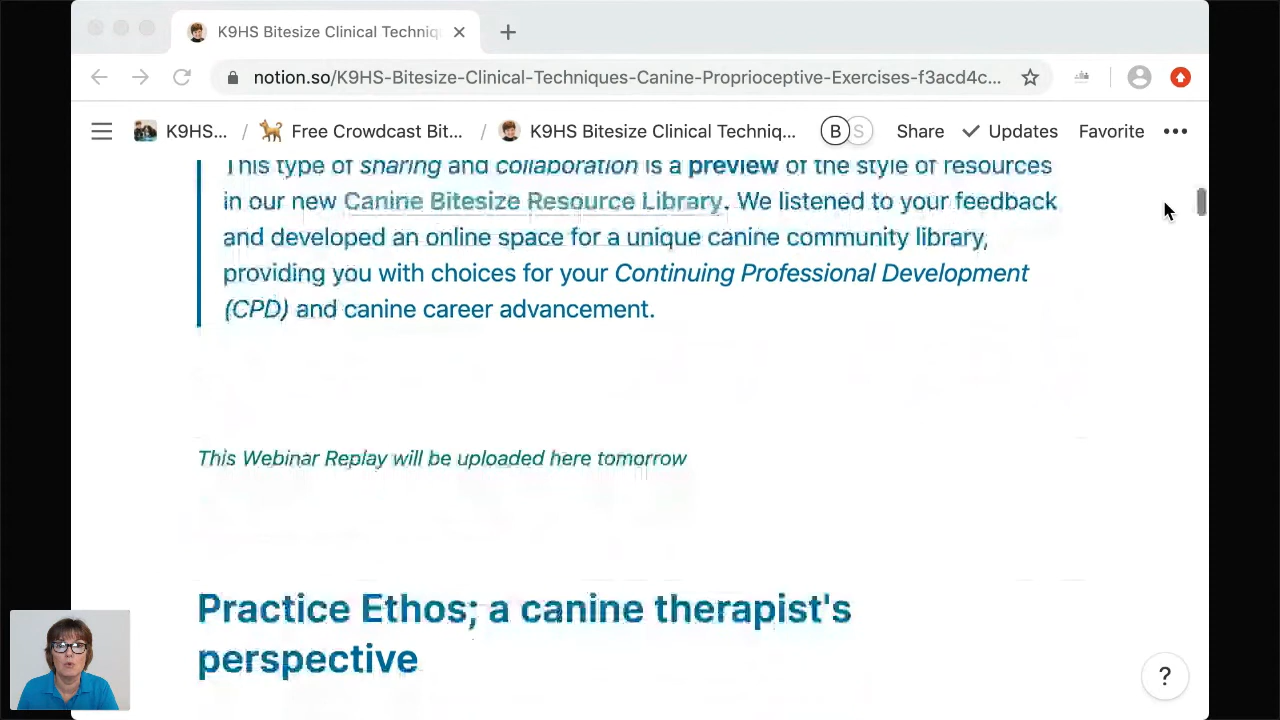 K9HS Bitesize Clinical Techniq
notion.so/K9HS-Bitesize-Clinical-Techniques-Canine-Proprioceptive-Exercises-f3acd4c...
K9HS... / Free Crowdcast Bit... / K9HS Bitesize Clinical Techniq... B S Share Updates Favorite
This type of sharing and collaboration is a preview of the style of resources
in our new Canine Bitesize Resource Library. We listened to your feedback
and developed an online space for a unique canine community library,
providing you with choices for your Continuing Professional Development
(CPD) and canine career advancement.
This Webinar Replay will be uploaded here tomorrow
Practice Ethos; a canine therapist's
perspective
?